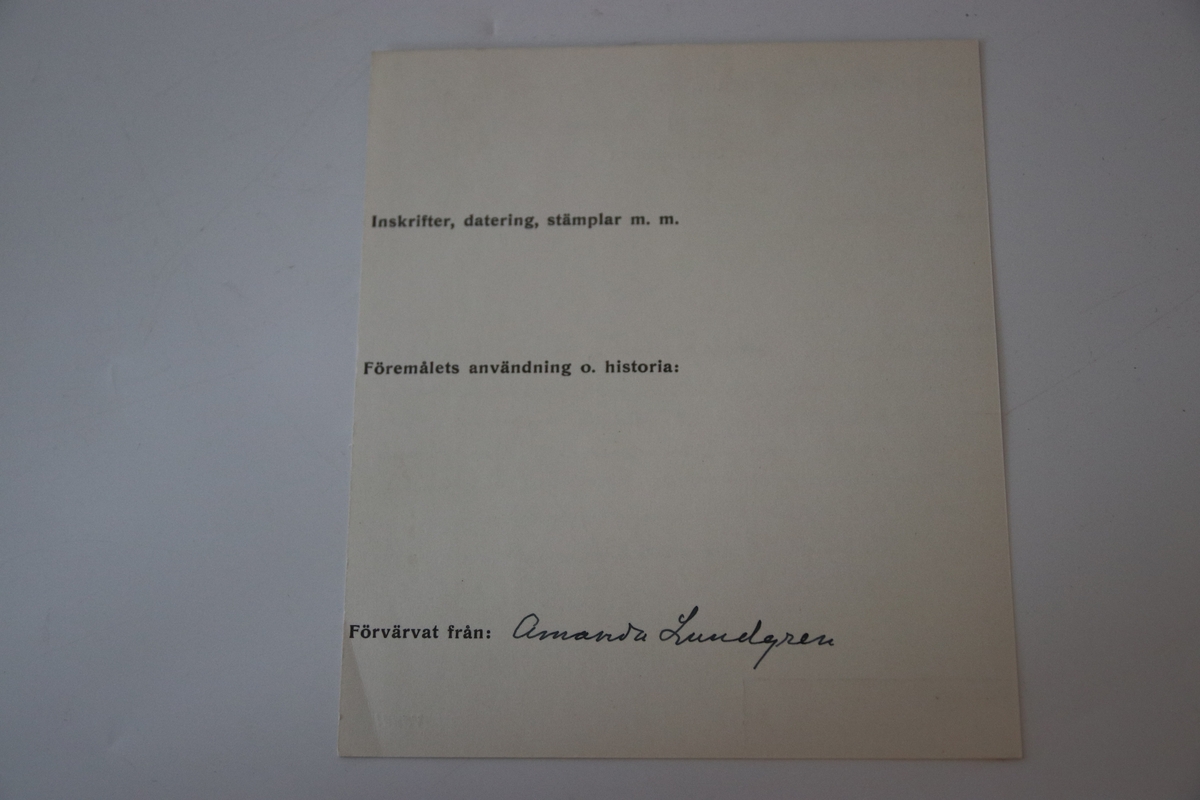 Inskrifter, datering, stämplar m. m.
Föremålets användning o. historia:
Förvärvat från: Amanda Lundgren